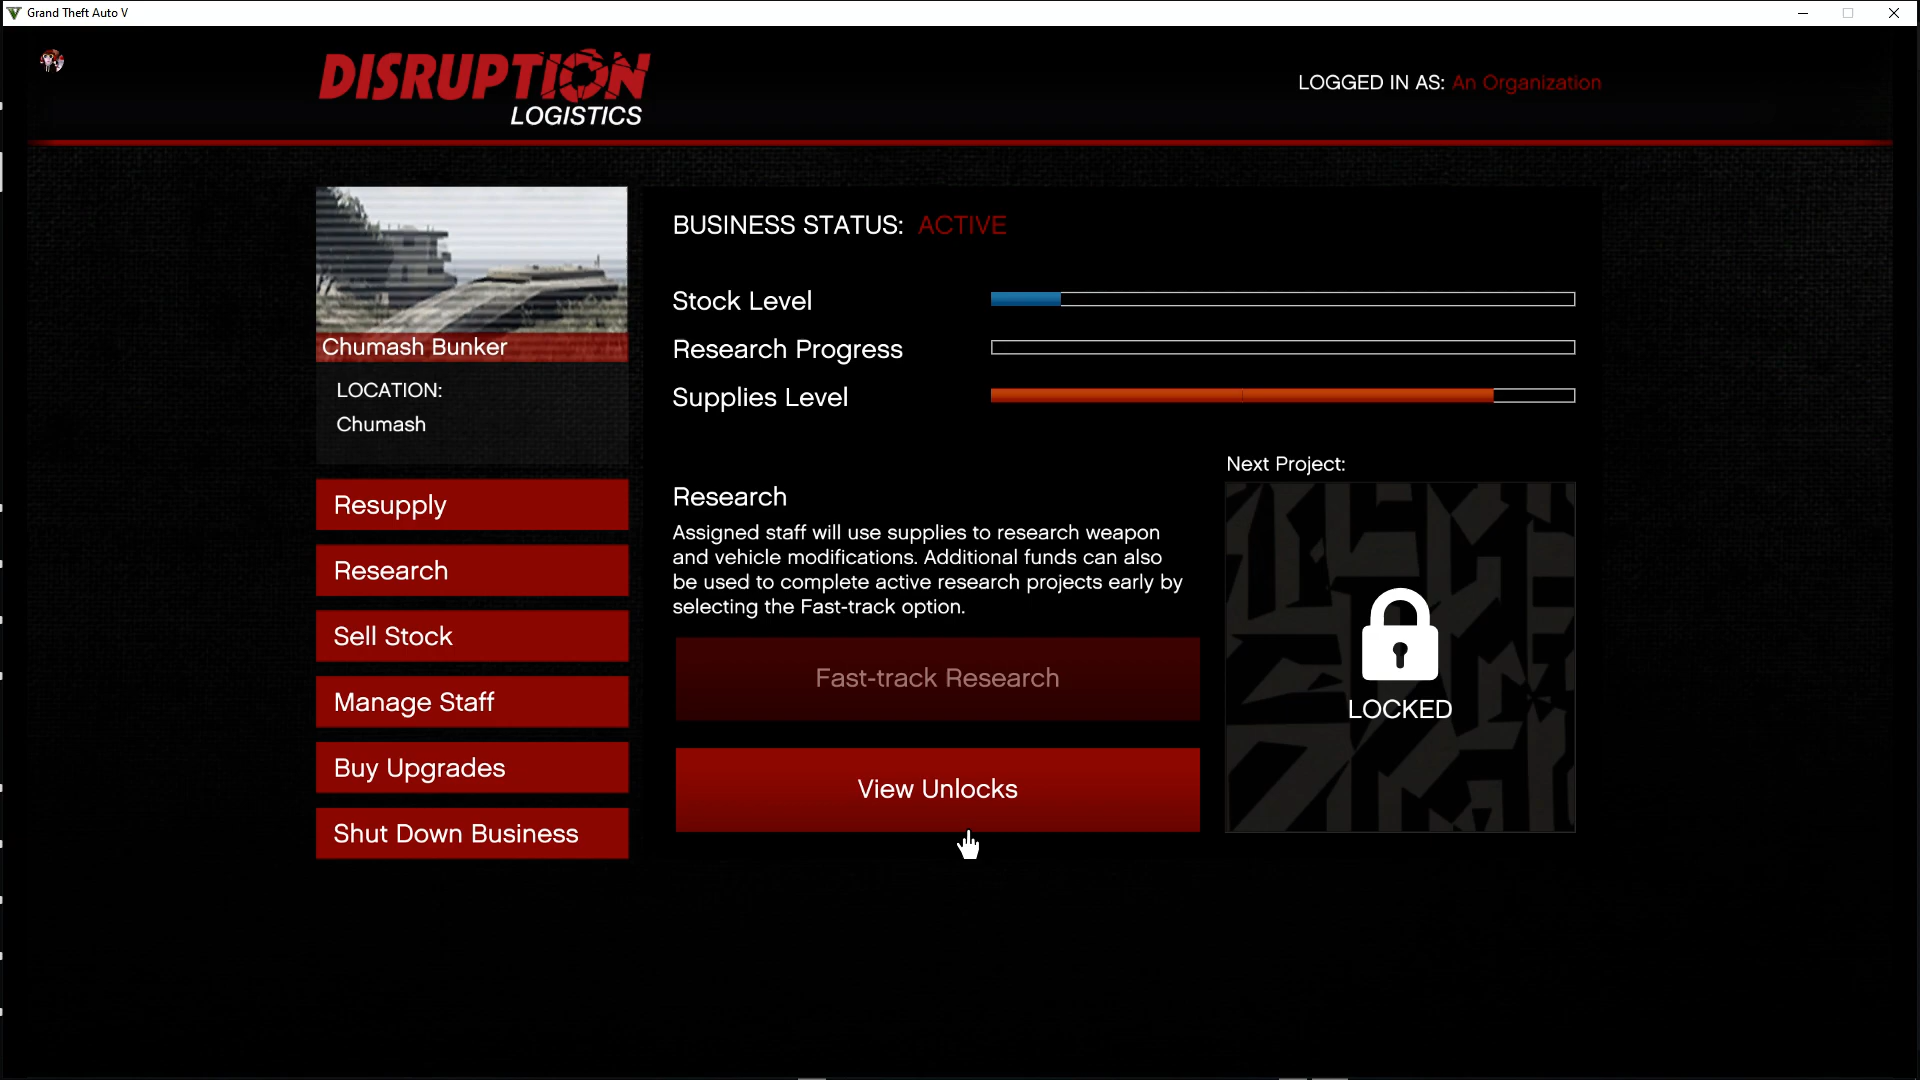 Grand Theft Auto V
DISRUPTION
LOGISTICS
LOGGED IN AS: An Organization
Chumash Bunker
LOCATION:
Chumash
Resupply
Research
Sell Stock
Manage Staff
Buy Upgrades
Shut Down Business
BUSINESS STATUS: ACTIVE
Stock Level
Research Progress
Supplies Level
Research
Assigned staff will use supplies to research weapon
and vehicle modifications. Additional funds can also
be used to complete active research projects early by
selecting the Fast-track option.
Fast-track Research
View Unlocks
Next Project:
LOCKED